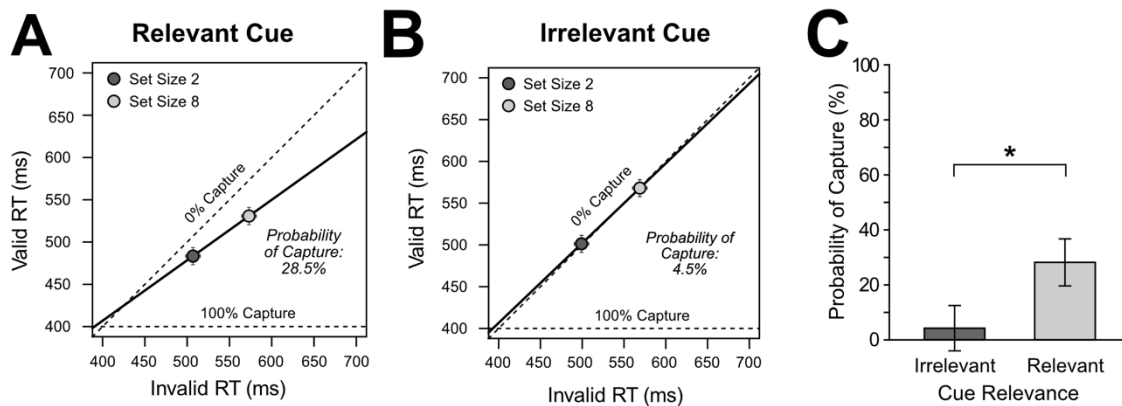 A
Relevant Cue
Set Size 2
Set Size 8
700
650
600
550
500
450
400
Valid RT (ms)
0% Capture
Probability
of Capture:
28.5%
100% Capture
400 450 500 550 600 650 700
Invalid RT (ms)
B
Irrelevant Cue
Set Size 2
Set Size 8
700
650
600
550
500
450
400
Valid RT (ms)
0% Capture
Probability of
Capture:
4.5%
100% Capture
400 450 500 550 600 650 700
Invalid RT (ms)
C
Probability of Capture (%)
100
80
60
40
20
0
*
Irrelevant Relevant
Cue Relevance